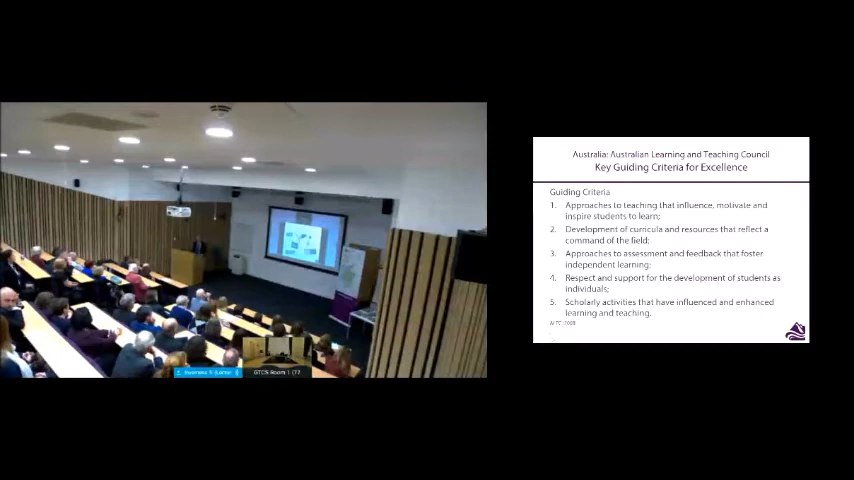 Australia: Australian Learning and Teaching Council
Key Guiding Criteria for Excellence
Guiding Criteria
1. Approaches to teaching that influence, motivate and
inspire students to learn;
2. Development of curricula and resources that reflect a
command of the field;
3. Approaches to assessment and feedback that foster
independent learning;
4. Respect and support for the development of students as
individuals;
5. Scholarly activities that have influenced and enhanced
learning and teaching.
Room 1